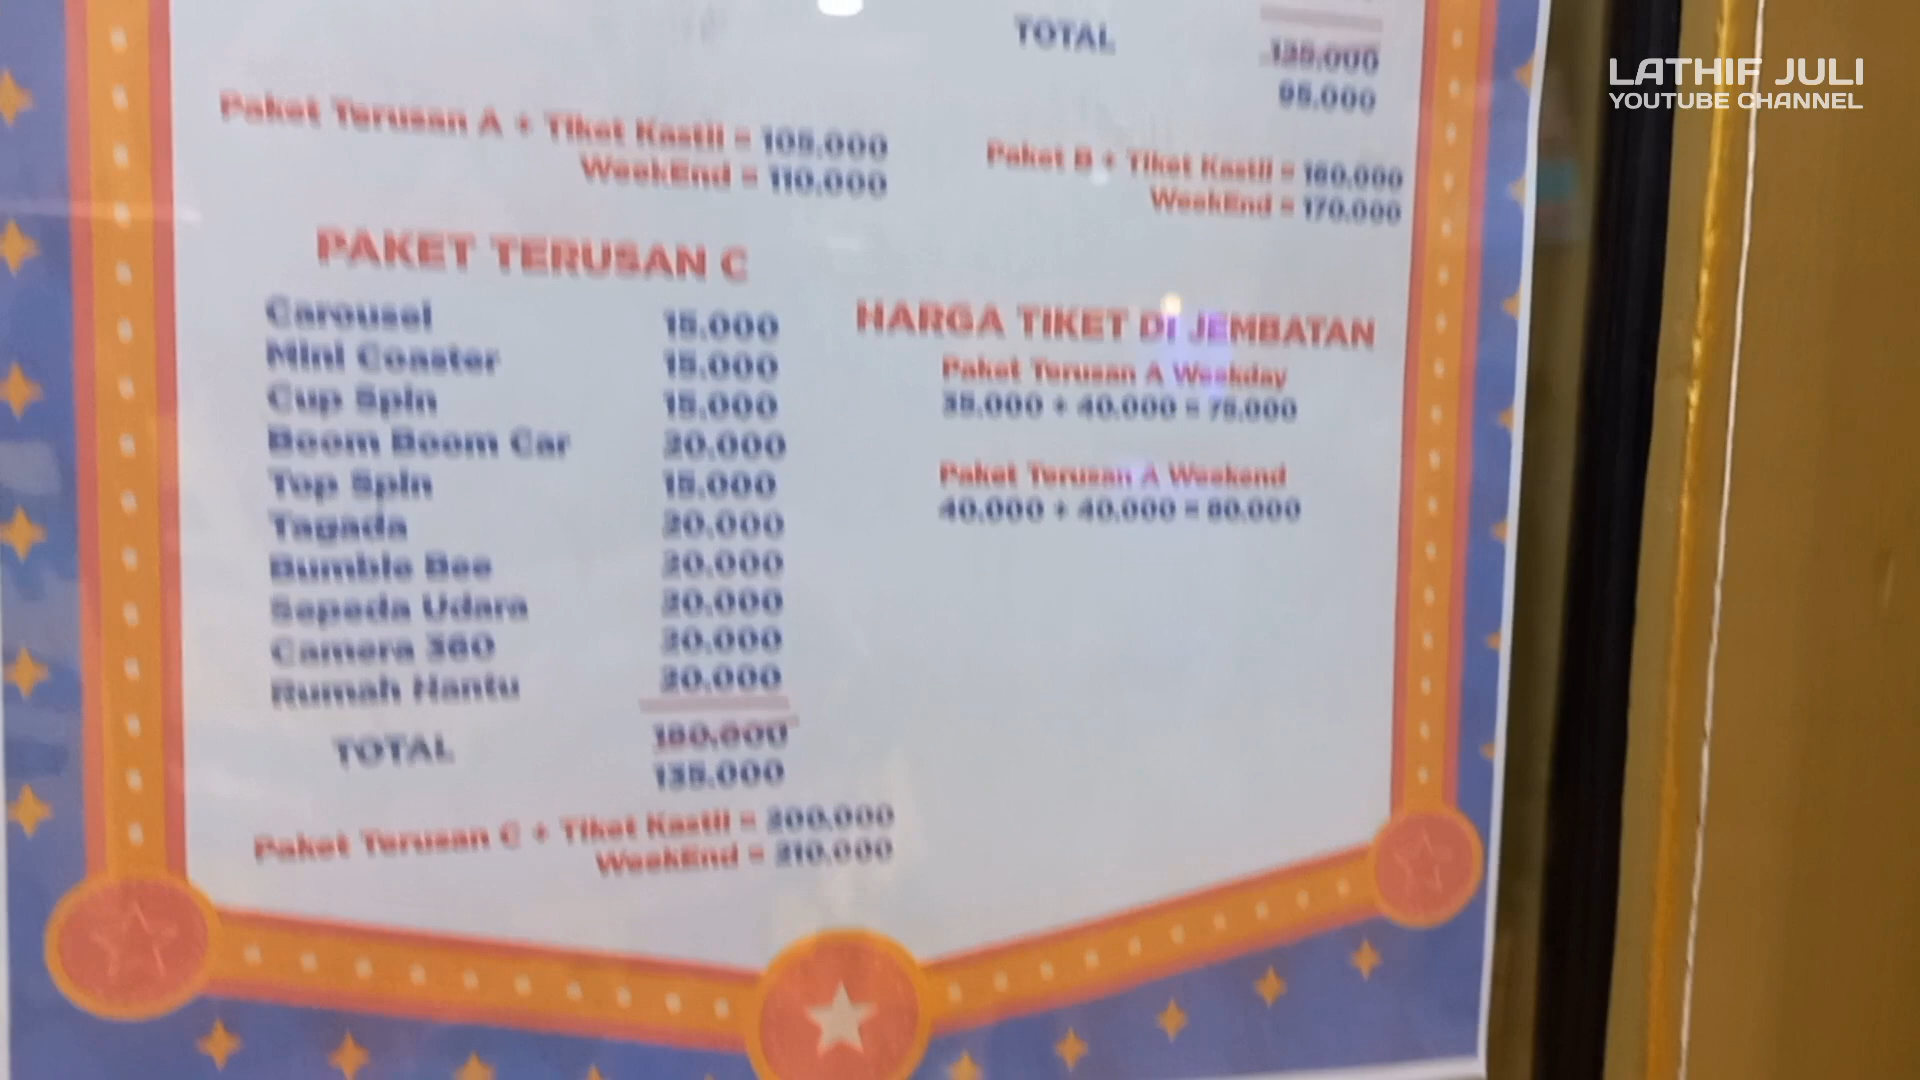 LATHIF JULI
YOUTUBE CHANNEL
TOTAL
135.000
95.000
Paket Terusan A + Tiket Kastil = 105.000
WeekEnd = 110.000
Paket B + Tiket Kastil = 160.000
WeekEnd = 170.000
PAKET TERUSAN C
Carousel 15.000
Mini Coaster 15.000
Cup Spin 15.000
Boom Boom Car 20.000
Top Spin 15.000
Tagada 20.000
Bumble Bee 20.000
Sepeda Udara 20.000
Camera 360 20.000
Rumah Hantu 20.000
TOTAL 180.000
135.000
Paket Terusan C + Tiket Kastil = 200.000
WeekEnd = 210.000
HARGA TIKET DI JEMBATAN
Paket Terusan A Weekday
35.000 + 40.000 = 75.000
Paket Terusan A Weekend
40.000 + 40.000 = 80.000